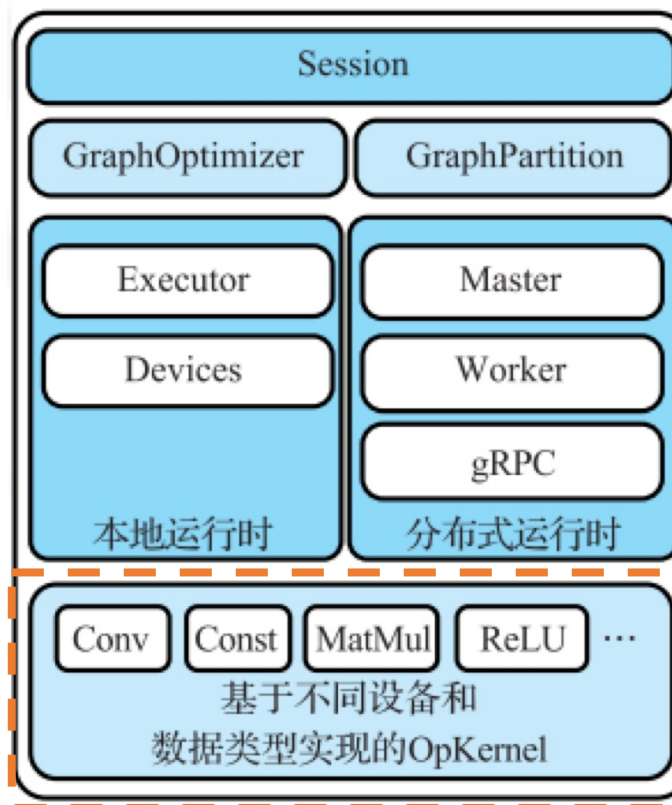 Session
GraphOptimizer
GraphPartition
Executor
Devices
本地运行时
Master
Worker
gRPC
分布式运行时
Conv
Const
MatMul
ReLU
…
基于不同设备和
数据类型实现的OpKernel